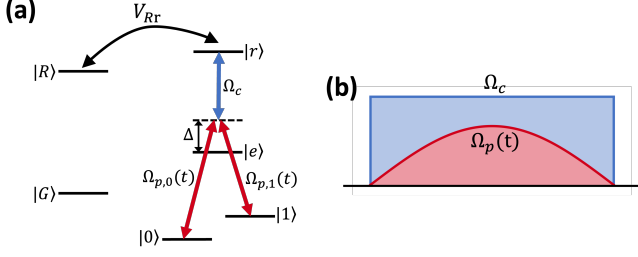 (a)
V_{Rr}
|r⟩
|R⟩
Ω_c
Δ
|e⟩
Ω_{p,0}(t)
Ω_{p,1}(t)
|G⟩
|1⟩
|0⟩
(b)
Ω_c
Ω_p(t)